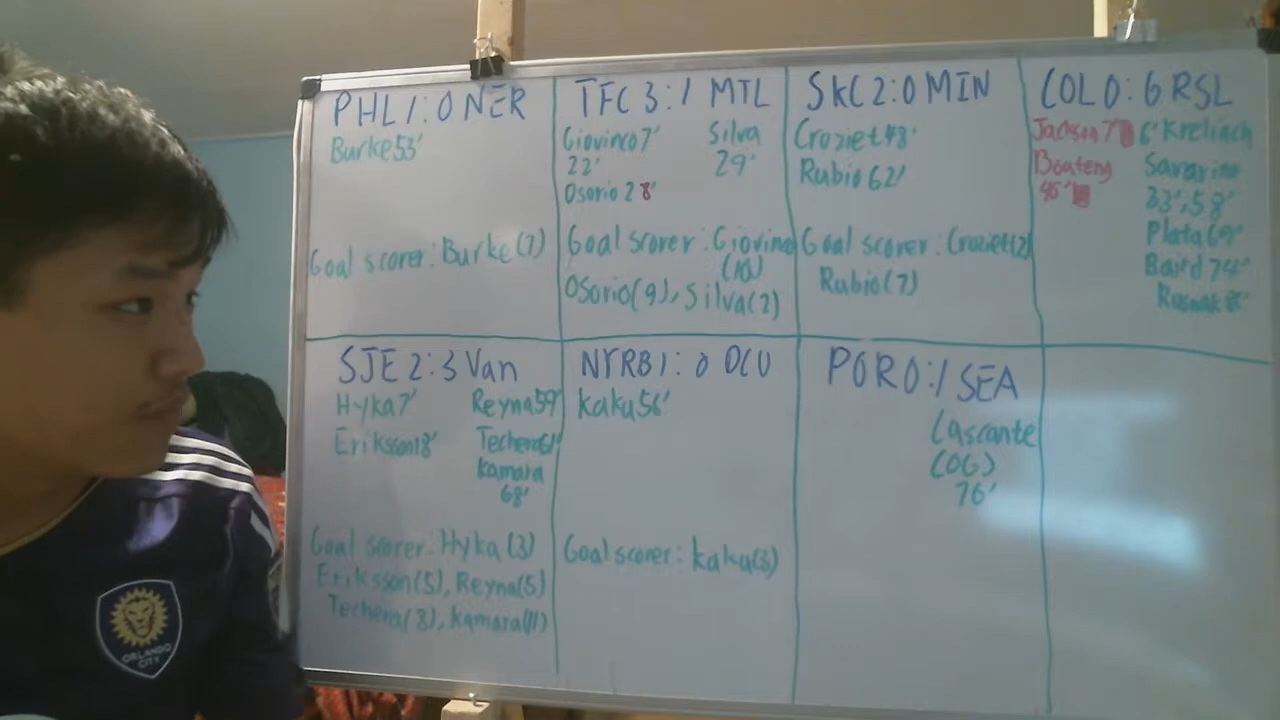 PHL 1:0 NER
Burke 53'
Goal scorer: Burke (7)
TFC 3:1 MTL
Giovinco 7'
22'
Osorio 28'
Silva
29'
Goal scorer: Giovinco
(10)
Osorio(9), Silva(2)
SKC 2:0 MIN
Croziet 48'
Rubio 62'
Goal scorer: Croziet(2)
Rubio (7)
COL 0:6 RSL
Jackson 7'
Boateng
45'
6' Kreliach
Savarino
33', 58'
Plata 69'
Baird 74'
SJE 2:3 Van
Hyka 7'
Eriksson 18'
Reyna 59'
Techera 61'
Kamara
68'
Goal scorer: Hyka (3)
Eriksson (5), Reyna(5)
Techera (8), Kamara(11)
NYRB 1:0 DCU
Kaku 56'
Goal scorer: Kaku(3)
POR 0:1 SEA
Lascante
(OG)
76'
ORLANDO
CITY